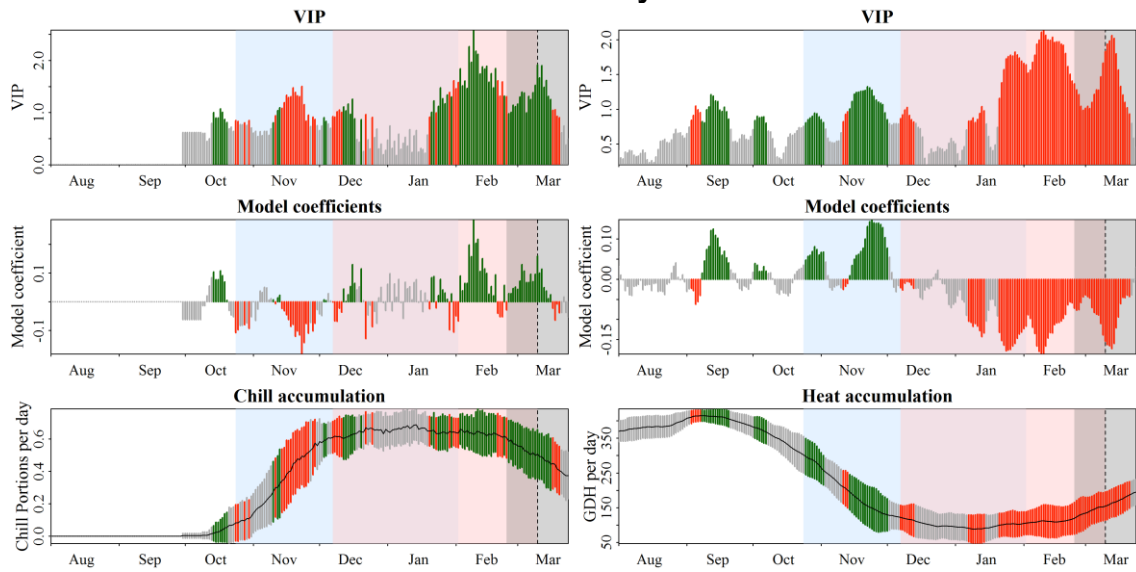 VIP
VIP
2.0
1.0
0.0
Aug Sep Oct Nov Dec Jan Feb Mar
VIP
VIP
2.0
1.5
1.0
0.5
Aug Sep Oct Nov Dec Jan Feb Mar
Model coefficients
Model coefficient
0.1
-0.1
Aug Sep Oct Nov Dec Jan Feb Mar
Model coefficients
Model coefficient
0.10
0.00
-0.15
Aug Sep Oct Nov Dec Jan Feb Mar
Chill accumulation
Chill Portions per day
0.6
0.4
0.2
0.0
Aug Sep Oct Nov Dec Jan Feb Mar
Heat accumulation
GDH per day
350
250
150
50
Aug Sep Oct Nov Dec Jan Feb Mar